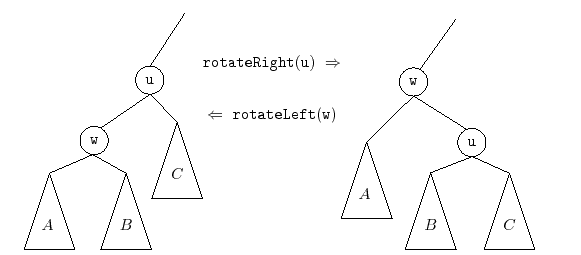 rotateRight(u) ⇒
u
w
⇐ rotateLeft(w)
w
u
C
A
A
B
B
C